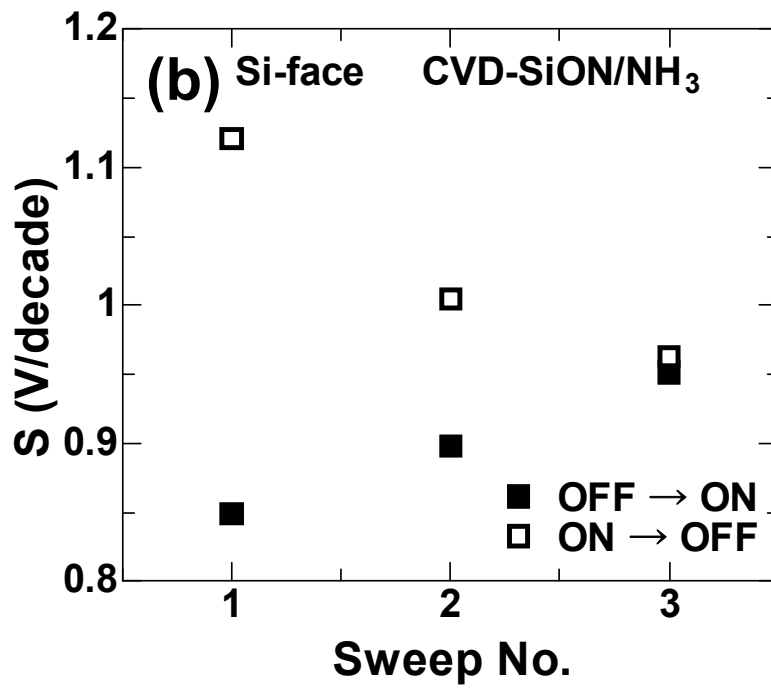 (b) Si-face CVD-SiON/NH₃
1.2
1.1
1
0.9
0.8
S (V/decade)
OFF → ON
ON → OFF
1 2 3
Sweep No.